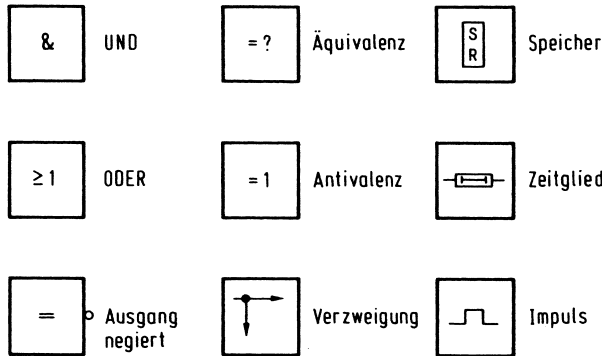 & UND
= ? Äquivalenz
S
R
Speicher
≥ 1 ODER
= 1 Antivalenz
Zeitglied
= Ausgang
negiert
Verzweigung
Impuls